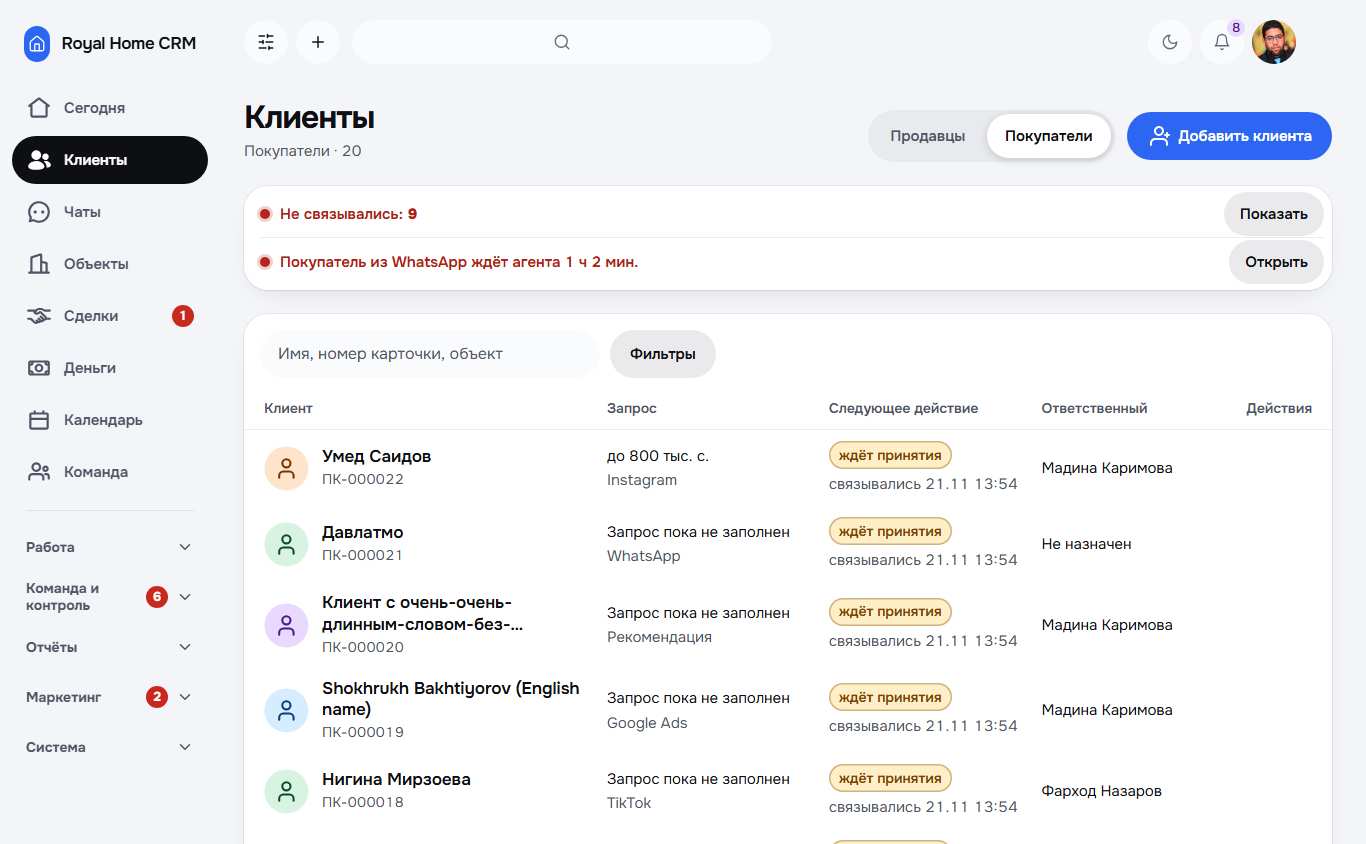 Royal Home CRM
8
Сегодня
Клиенты
Чаты
Объекты
Сделки 1
Деньги
Календарь
Команда
Работа
Команда и
контроль 6
Отчёты
Маркетинг 2
Система
Клиенты
Покупатели · 20
Продавцы Покупатели Добавить клиента
Не связывались: 9 Показать
Покупатель из WhatsApp ждёт агента 1 ч 2 мин. Открыть
Имя, номер карточки, объект Фильтры
Клиент Запрос Следующее действие Ответственный Действия
Умед Саидов
ПК-000022
до 800 тыс. с.
Instagram
ждёт принятия
связывались 21.11 13:54
Мадина Каримова
Давлатмо
ПК-000021
Запрос пока не заполнен
WhatsApp
ждёт принятия
связывались 21.11 13:54
Не назначен
Клиент с очень-очень-
длинным-словом-без-...
ПК-000020
Запрос пока не заполнен
Рекомендация
ждёт принятия
связывались 21.11 13:54
Мадина Каримова
Shokhrukh Bakhtiyorov (English
name)
ПК-000019
Запрос пока не заполнен
Google Ads
ждёт принятия
связывались 21.11 13:54
Мадина Каримова
Нигина Мирзоева
ПК-000018
Запрос пока не заполнен
TikTok
ждёт принятия
связывались 21.11 13:54
Фарход Назаров